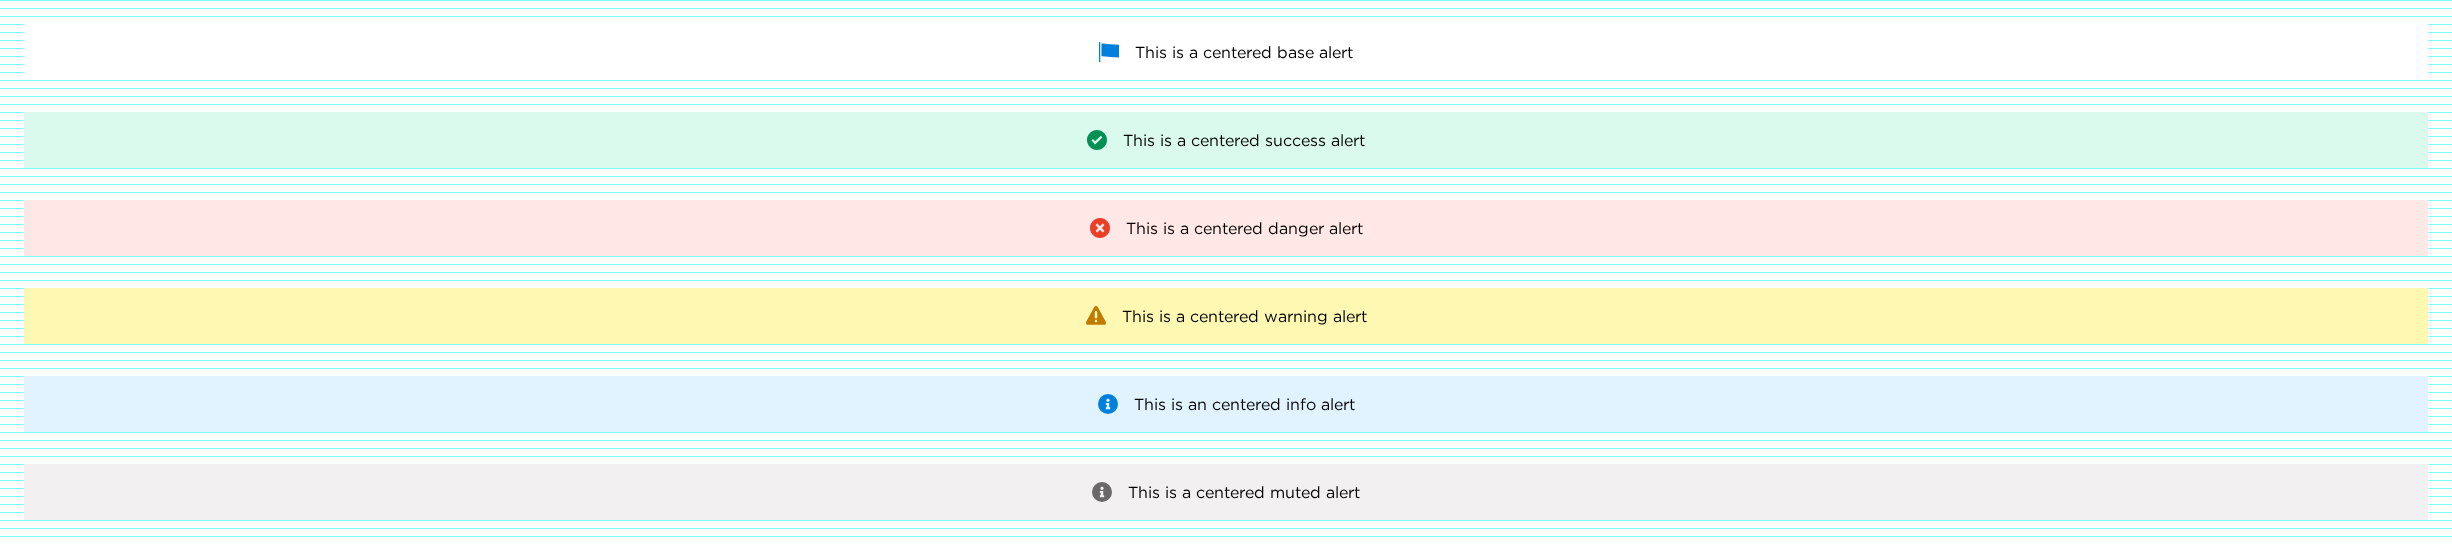 This is a centered base alert
This is a centered success alert
This is a centered danger alert
This is a centered warning alert
This is an centered info alert
This is a centered muted alert